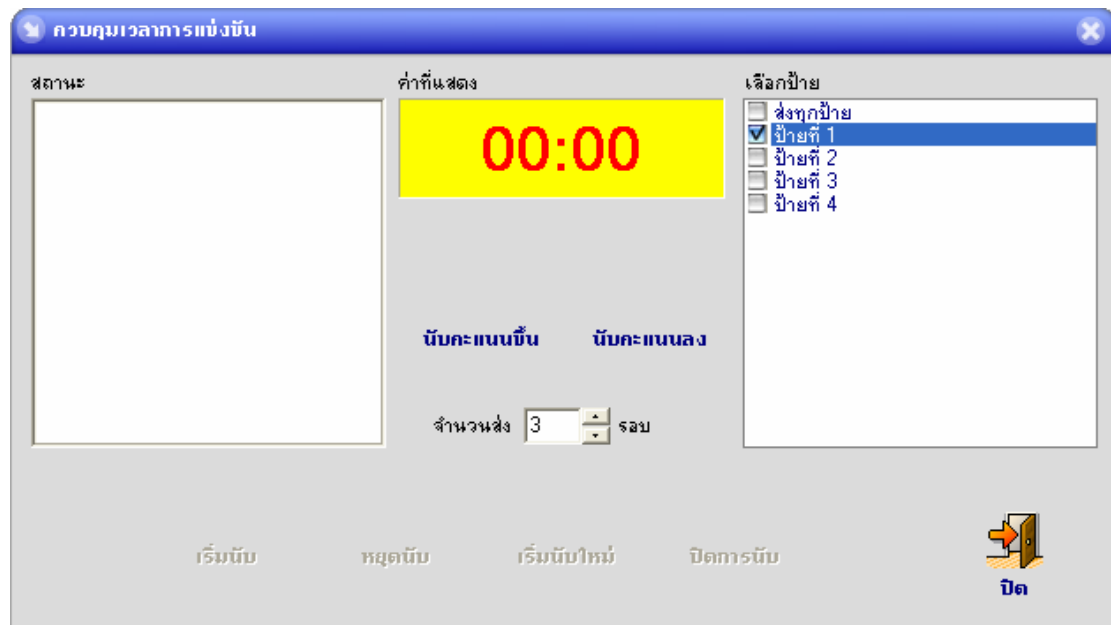 ควบคุมเวลาการแข่งขัน
สถานะ
ค่าที่แสดง
เลือกป้าย
00:00
ส่งทุกป้าย
ป้ายที่ 1
ป้ายที่ 2
ป้ายที่ 3
ป้ายที่ 4
นับคะแนนขึ้น นับคะแนนลง
จำนวนส่ง 3 รอบ
เริ่มนับ หยุดนับ เริ่มนับใหม่ ปิดการนับ
ปิด